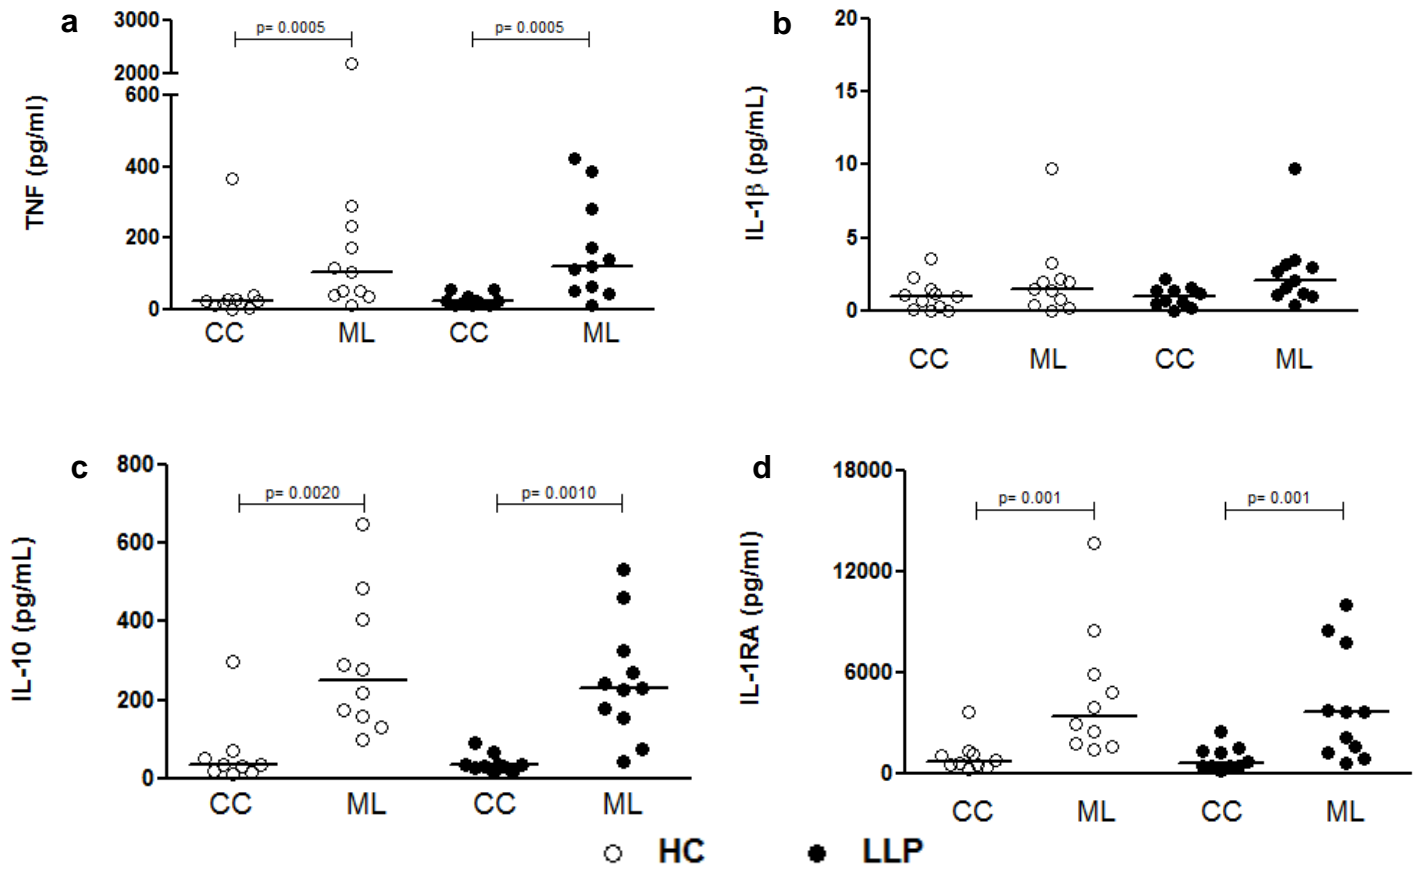 a
TNF (pg/ml)
3000
2000
600
400
200
0
p= 0.0005
p= 0.0005
CC ML CC ML
b
IL-1β (pg/mL)
20
15
10
5
0
CC ML CC ML
c
IL-10 (pg/mL)
800
600
400
200
0
p= 0.0020
p= 0.0010
CC ML CC ML
d
IL-1RA (pg/ml)
18000
12000
6000
0
p= 0.001
p= 0.001
CC ML CC ML
HC LLP